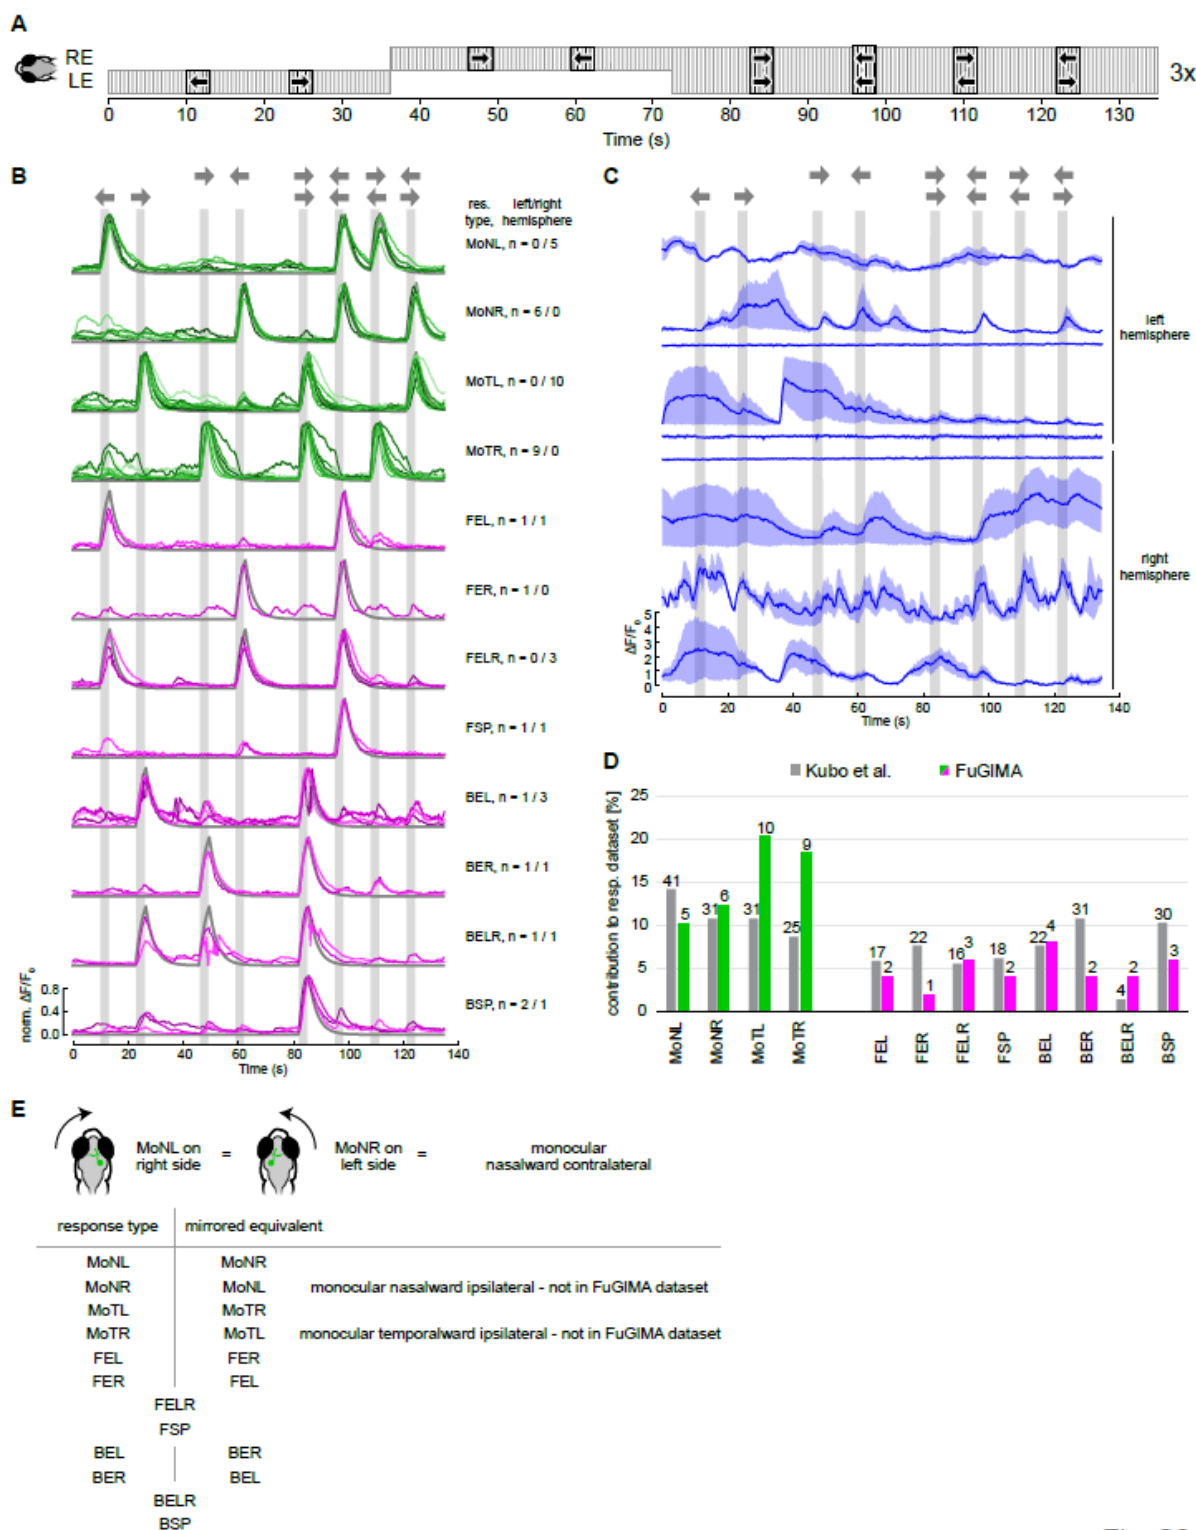 A
RE
LE
3x
0 10 20 30 40 50 60 70 80 90 100 110 120 130
Time (s)
B
res. left/right
type, hemisphere
MoNL, n = 0 / 5
MoNR, n = 6 / 0
MoTL, n = 0 / 10
MoTR, n = 9 / 0
FEL, n = 1 / 1
FER, n = 1 / 0
FELR, n = 0 / 3
FSP, n = 1 / 1
BEL, n = 1 / 3
BER, n = 1 / 1
BELR, n = 1 / 1
BSP, n = 2 / 1
norm. ΔF/F₀
0.8
0.4
0.0
0 20 40 60 80 100 120 140
Time (s)
C
left
hemisphere
right
hemisphere
ΔF/F₀
5
4
3
2
1
0
0 20 40 60 80 100 120 140
Time (s)
D
Kubo et al. FuGIMA
contribution to resp. dataset [%]
25
20
15
10
5
0
41 5 31 6 31 10 25 9 17 2 22 1 16 3 18 2 22 4 31 2 4 2 30 3
MoNL MoNR MoTL MoTR FEL FER FELR FSP BEL BER BELR BSP
E
MoNL on
right side
=
MoNR on
left side
=
monocular
nasalward contralateral
response type mirrored equivalent
MoNL MoNR
MoNR MoNL monocular nasalward ipsilateral - not in FuGIMA dataset
MoTL MoTR
MoTR MoTL monocular temporalward ipsilateral - not in FuGIMA dataset
FEL FER
FER FEL
FELR
FSP
BEL BER
BER BEL
BELR
BSP